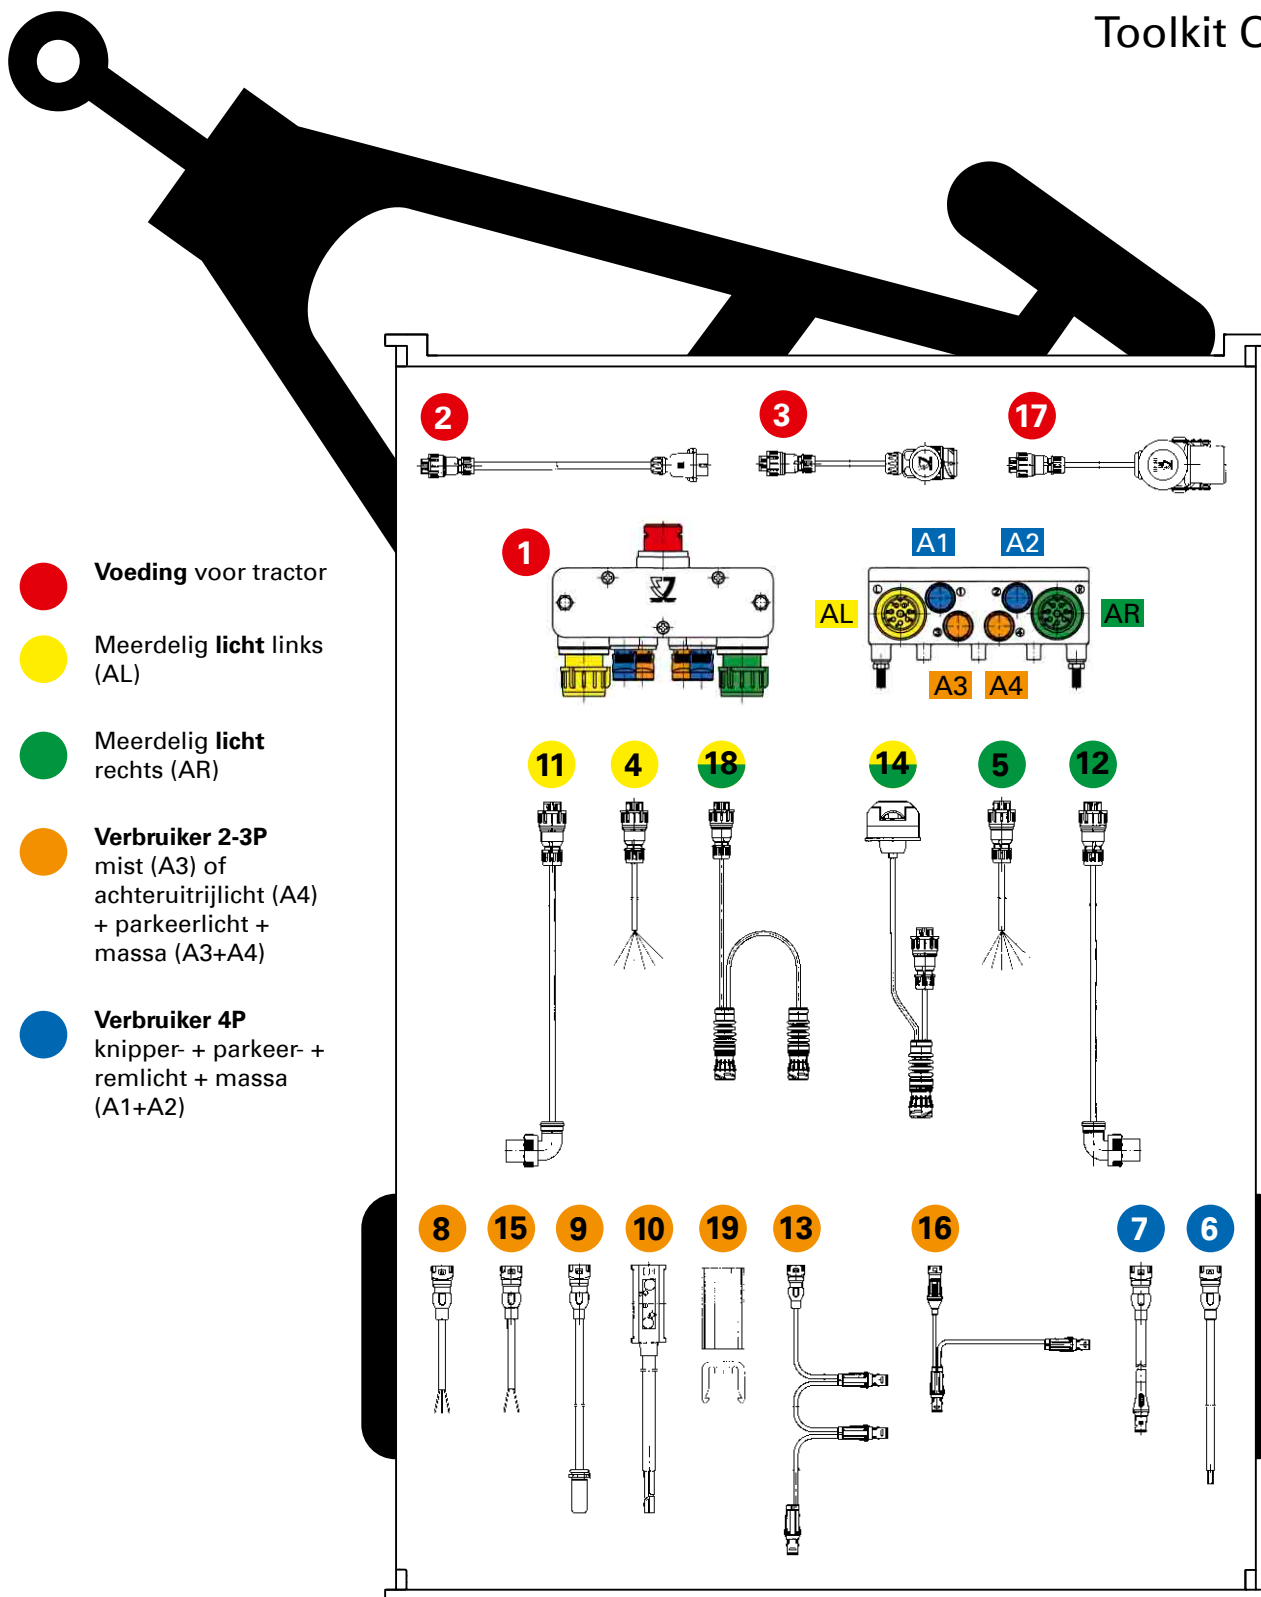 Toolkit C
2
3
17
1
A1
A2
AL
AR
A3
A4
Voeding voor tractor
Meerdelig licht links
(AL)
Meerdelig licht
rechts (AR)
Verbruiker 2-3P
mist (A3) of
achteruitrijlicht (A4)
+ parkeerlicht +
massa (A3+A4)
Verbruiker 4P
knipper- + parkeer- +
remlicht + massa
(A1+A2)
11
4
18
14
5
12
8
15
9
10
19
13
16
7
6